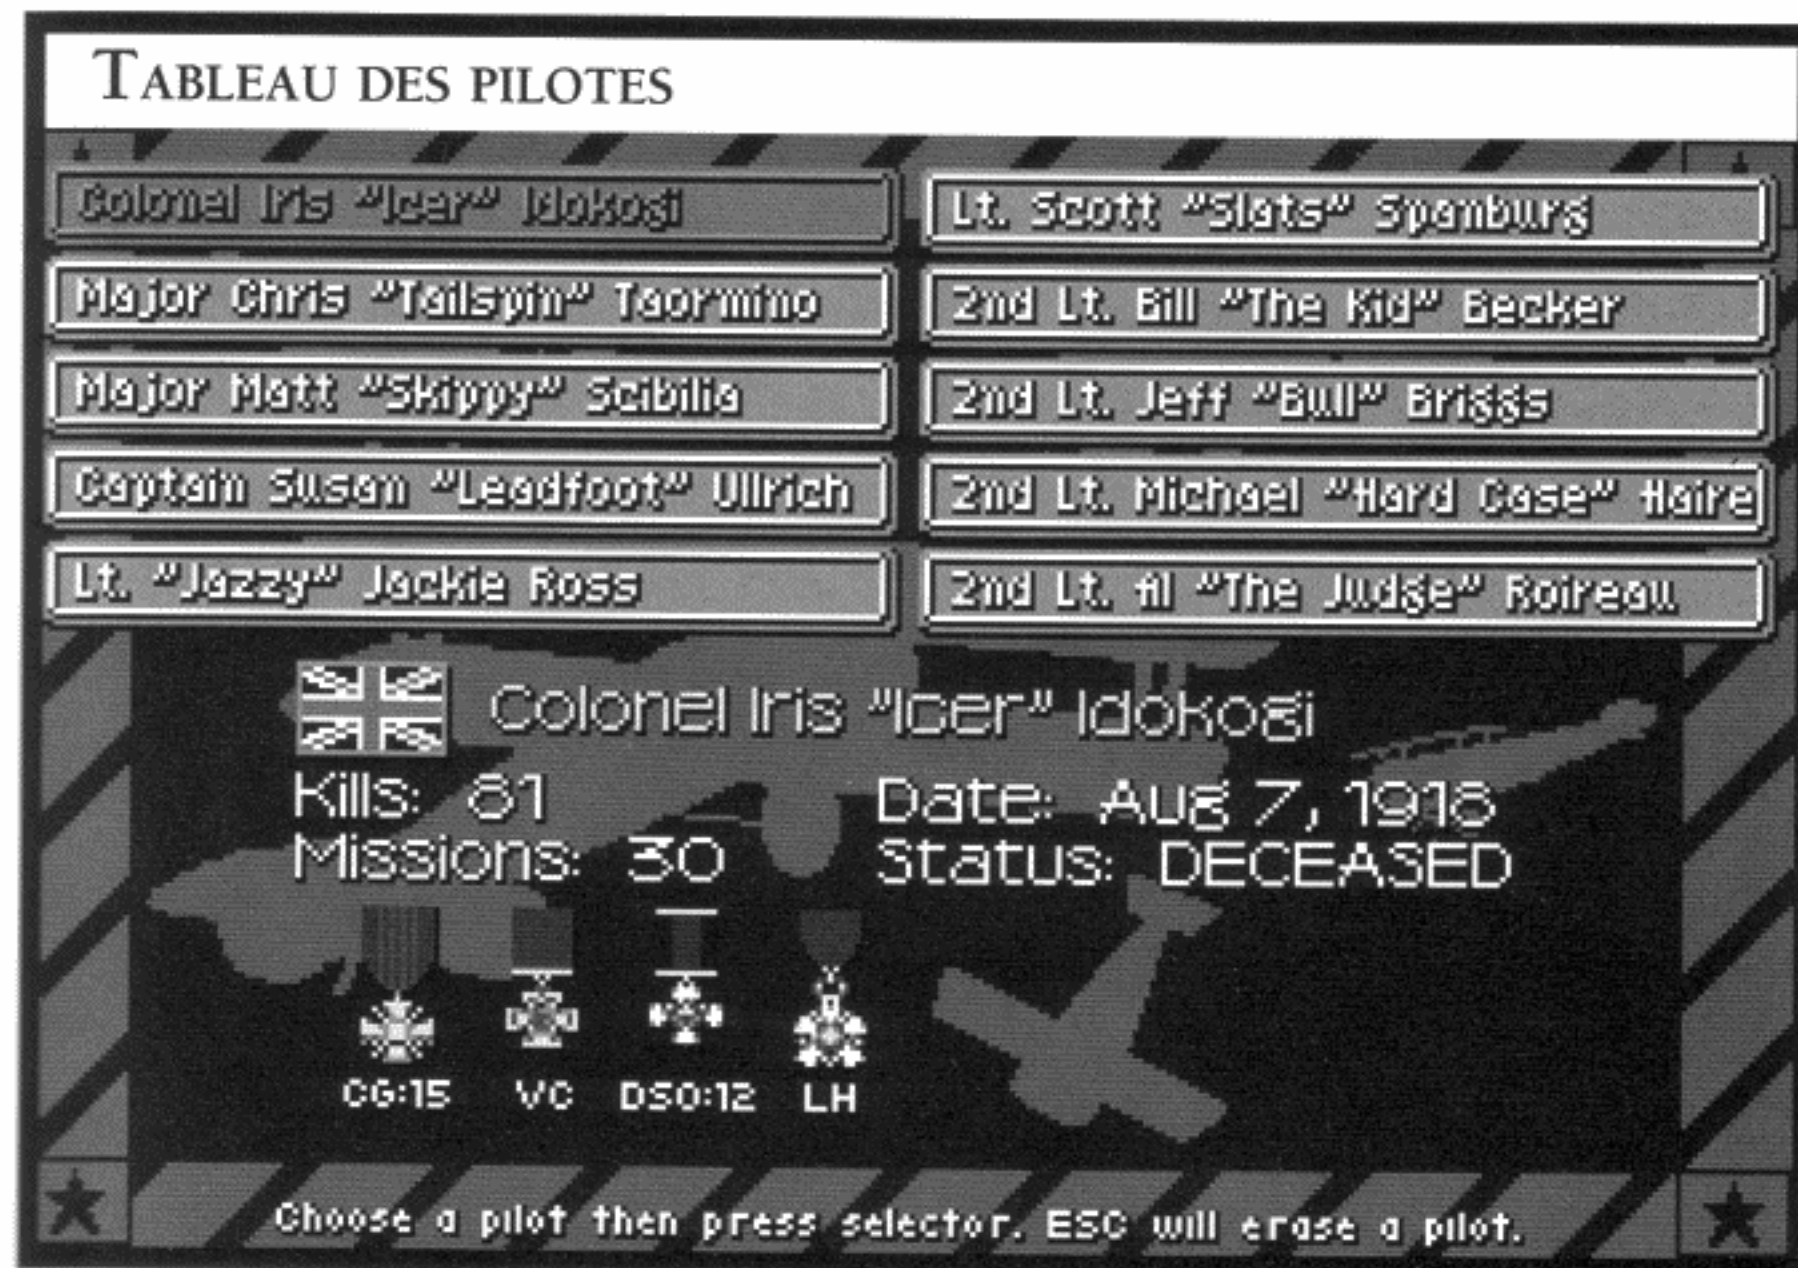 TABLEAU DES PILOTES
Colonel Iris "Icer" Idokogi
Major Chris "Tailspin" Taormino
Major Matt "Skippy" Scibilia
Captain Susan "Leadfoot" Ullrich
Lt. "Jazzy" Jackie Ross
Lt. Scott "Slats" Spanburg
2nd Lt. Bill "The Kid" Becker
2nd Lt. Jeff "Bull" Briggs
2nd Lt. Michael "Hard Case" Haire
2nd Lt. Al "The Judge" Roireau
Colonel Iris "Icer" Idokogi
Kills: 81 Date: Aug 7, 1918
Missions: 30 Status: DECEASED
CG:15 VC DSO:12 LH
Choose a pilot then press selector. ESC will erase a pilot.